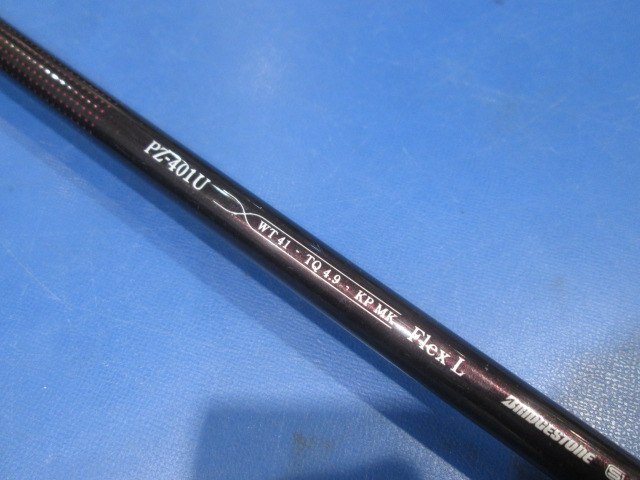 PZ-401U
WT 41 - TQ 4.9 - KP MK
Flex L
BRIDGESTONE